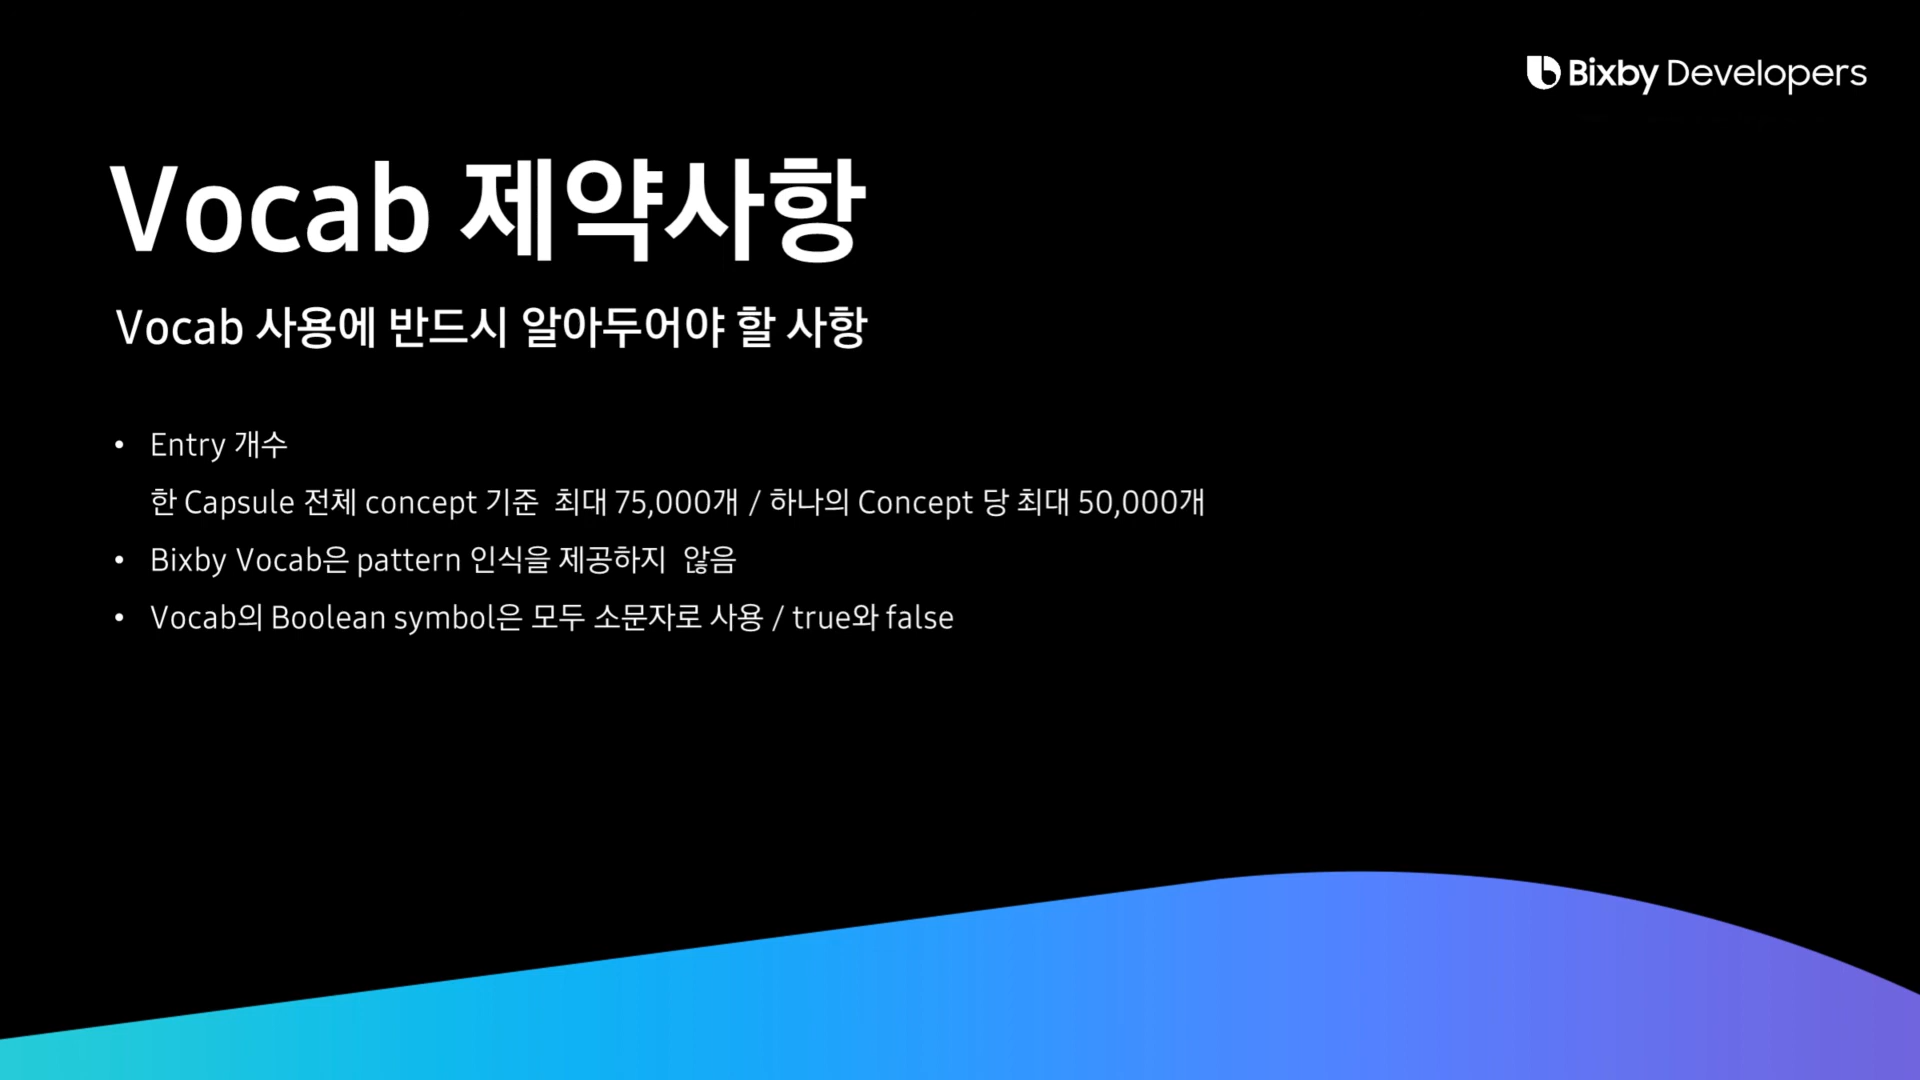 Bixby Developers
Vocab 제약사항
Vocab 사용에 반드시 알아두어야 할 사항
• Entry 개수
한 Capsule 전체 concept 기준 최대 75,000개 / 하나의 Concept 당 최대 50,000개
• Bixby Vocab은 pattern 인식을 제공하지 않음
• Vocab의 Boolean symbol은 모두 소문자로 사용 / true와 false